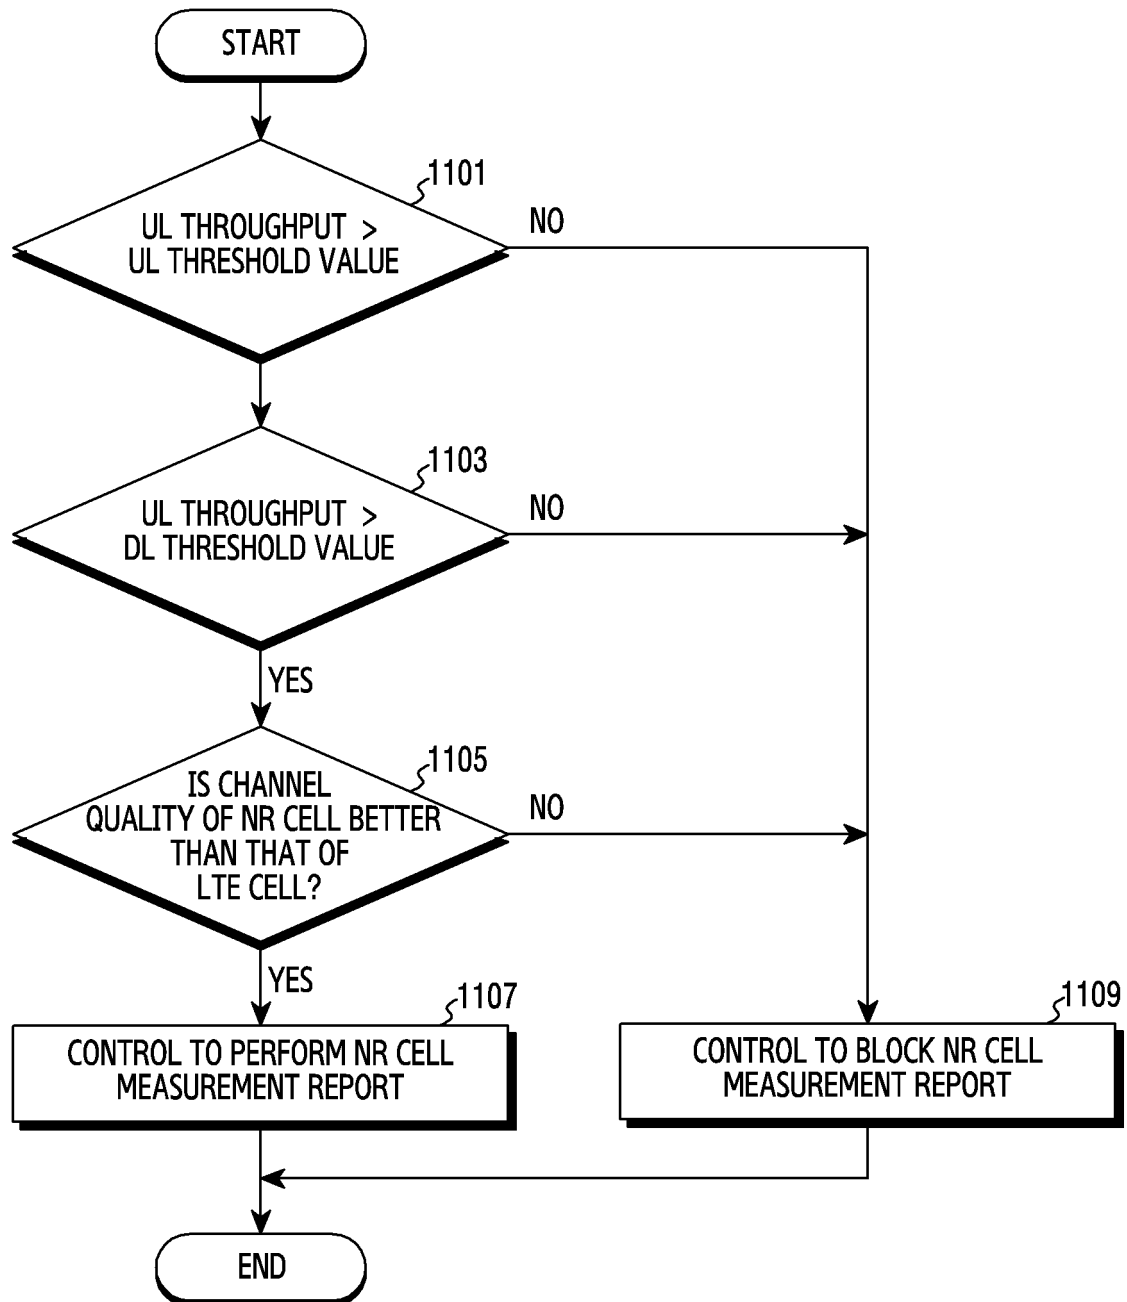 START
1101
UL THROUGHPUT >
UL THRESHOLD VALUE
NO
1103
UL THROUGHPUT >
DL THRESHOLD VALUE
NO
YES
1105
IS CHANNEL
QUALITY OF NR CELL BETTER
THAN THAT OF
LTE CELL?
NO
YES
1107
CONTROL TO PERFORM NR CELL
MEASUREMENT REPORT
1109
CONTROL TO BLOCK NR CELL
MEASUREMENT REPORT
END